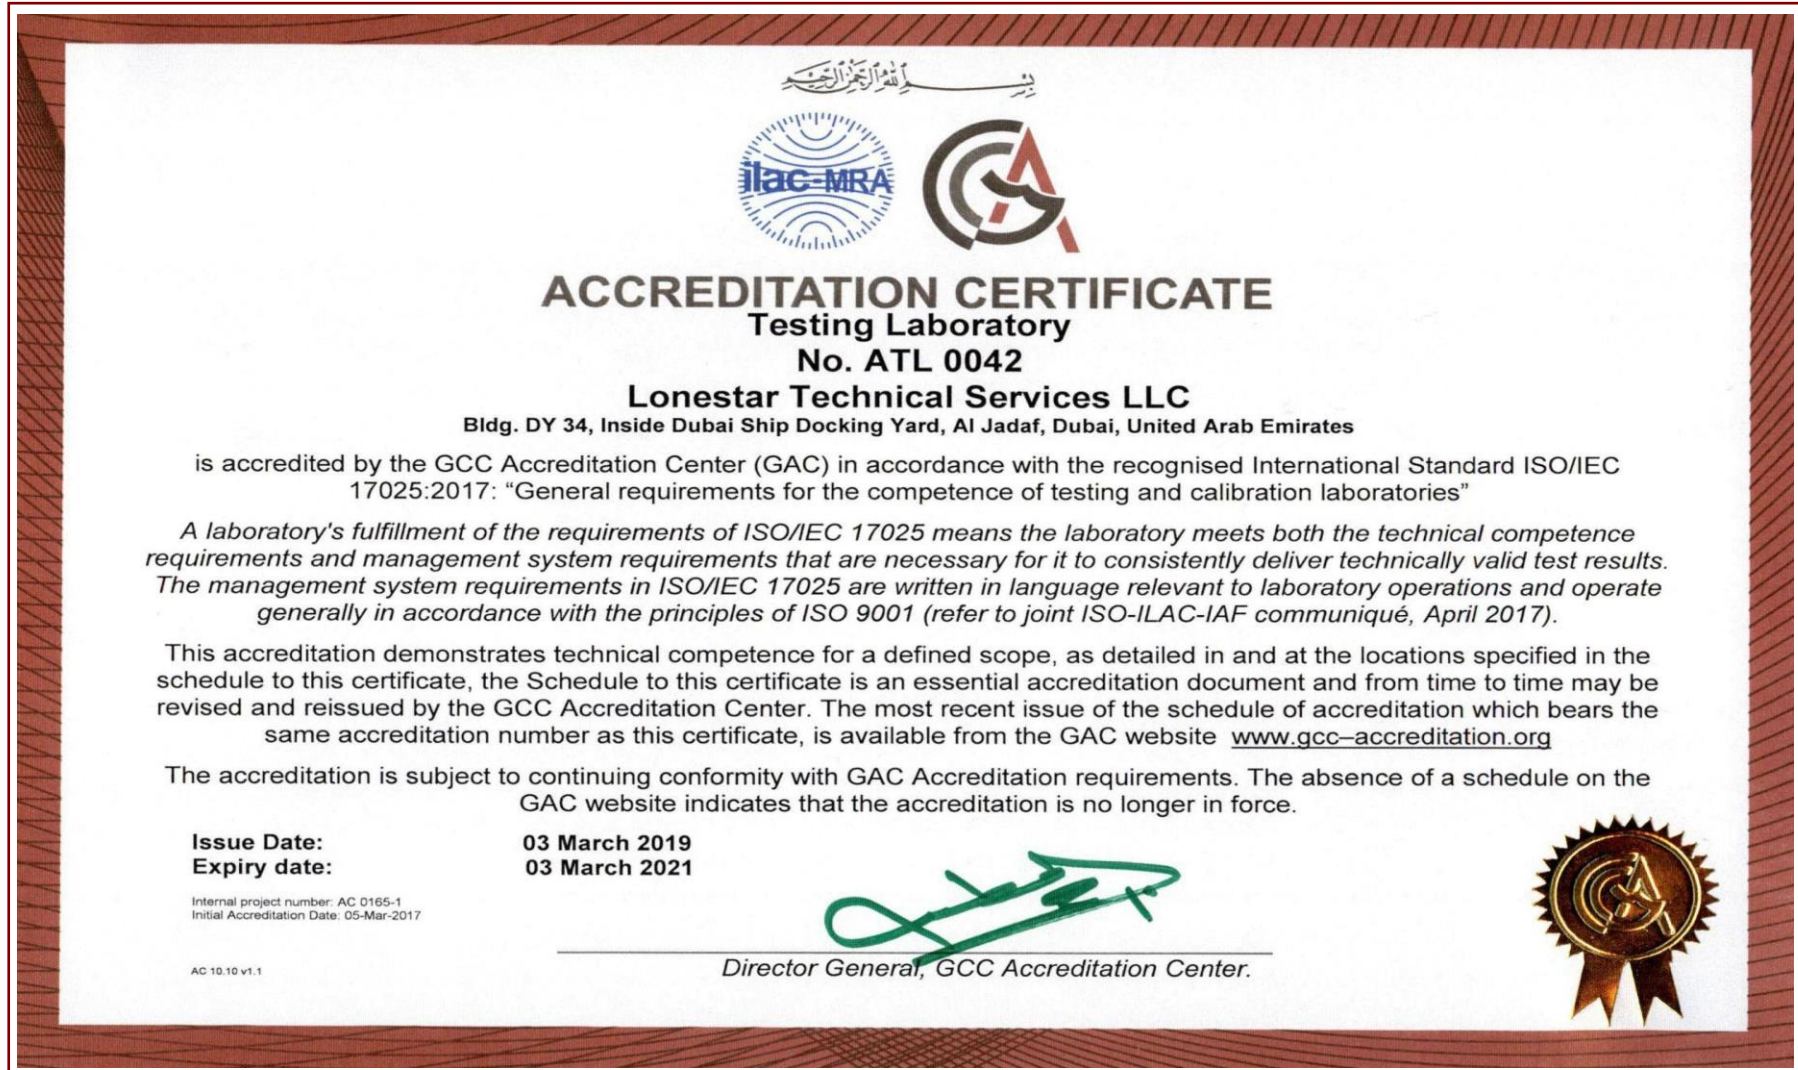 بسم الله الرحمن الرحيم
ilac-MRA
ACCREDITATION CERTIFICATE
Testing Laboratory
No. ATL 0042
Lonestar Technical Services LLC
Bldg. DY 34, Inside Dubai Ship Docking Yard, Al Jadaf, Dubai, United Arab Emirates
is accredited by the GCC Accreditation Center (GAC) in accordance with the recognised International Standard ISO/IEC
17025:2017: “General requirements for the competence of testing and calibration laboratories”
A laboratory's fulfillment of the requirements of ISO/IEC 17025 means the laboratory meets both the technical competence
requirements and management system requirements that are necessary for it to consistently deliver technically valid test results.
The management system requirements in ISO/IEC 17025 are written in language relevant to laboratory operations and operate
generally in accordance with the principles of ISO 9001 (refer to joint ISO-ILAC-IAF communiqué, April 2017).
This accreditation demonstrates technical competence for a defined scope, as detailed in and at the locations specified in the
schedule to this certificate, the Schedule to this certificate is an essential accreditation document and from time to time may be
revised and reissued by the GCC Accreditation Center. The most recent issue of the schedule of accreditation which bears the
same accreditation number as this certificate, is available from the GAC website www.gcc–accreditation.org
The accreditation is subject to continuing conformity with GAC Accreditation requirements. The absence of a schedule on the
GAC website indicates that the accreditation is no longer in force.
Issue Date: 03 March 2019
Expiry date: 03 March 2021
Internal project number: AC 0165-1
Initial Accreditation Date: 05-Mar-2017
Director General, GCC Accreditation Center.
AC 10.10 v1.1